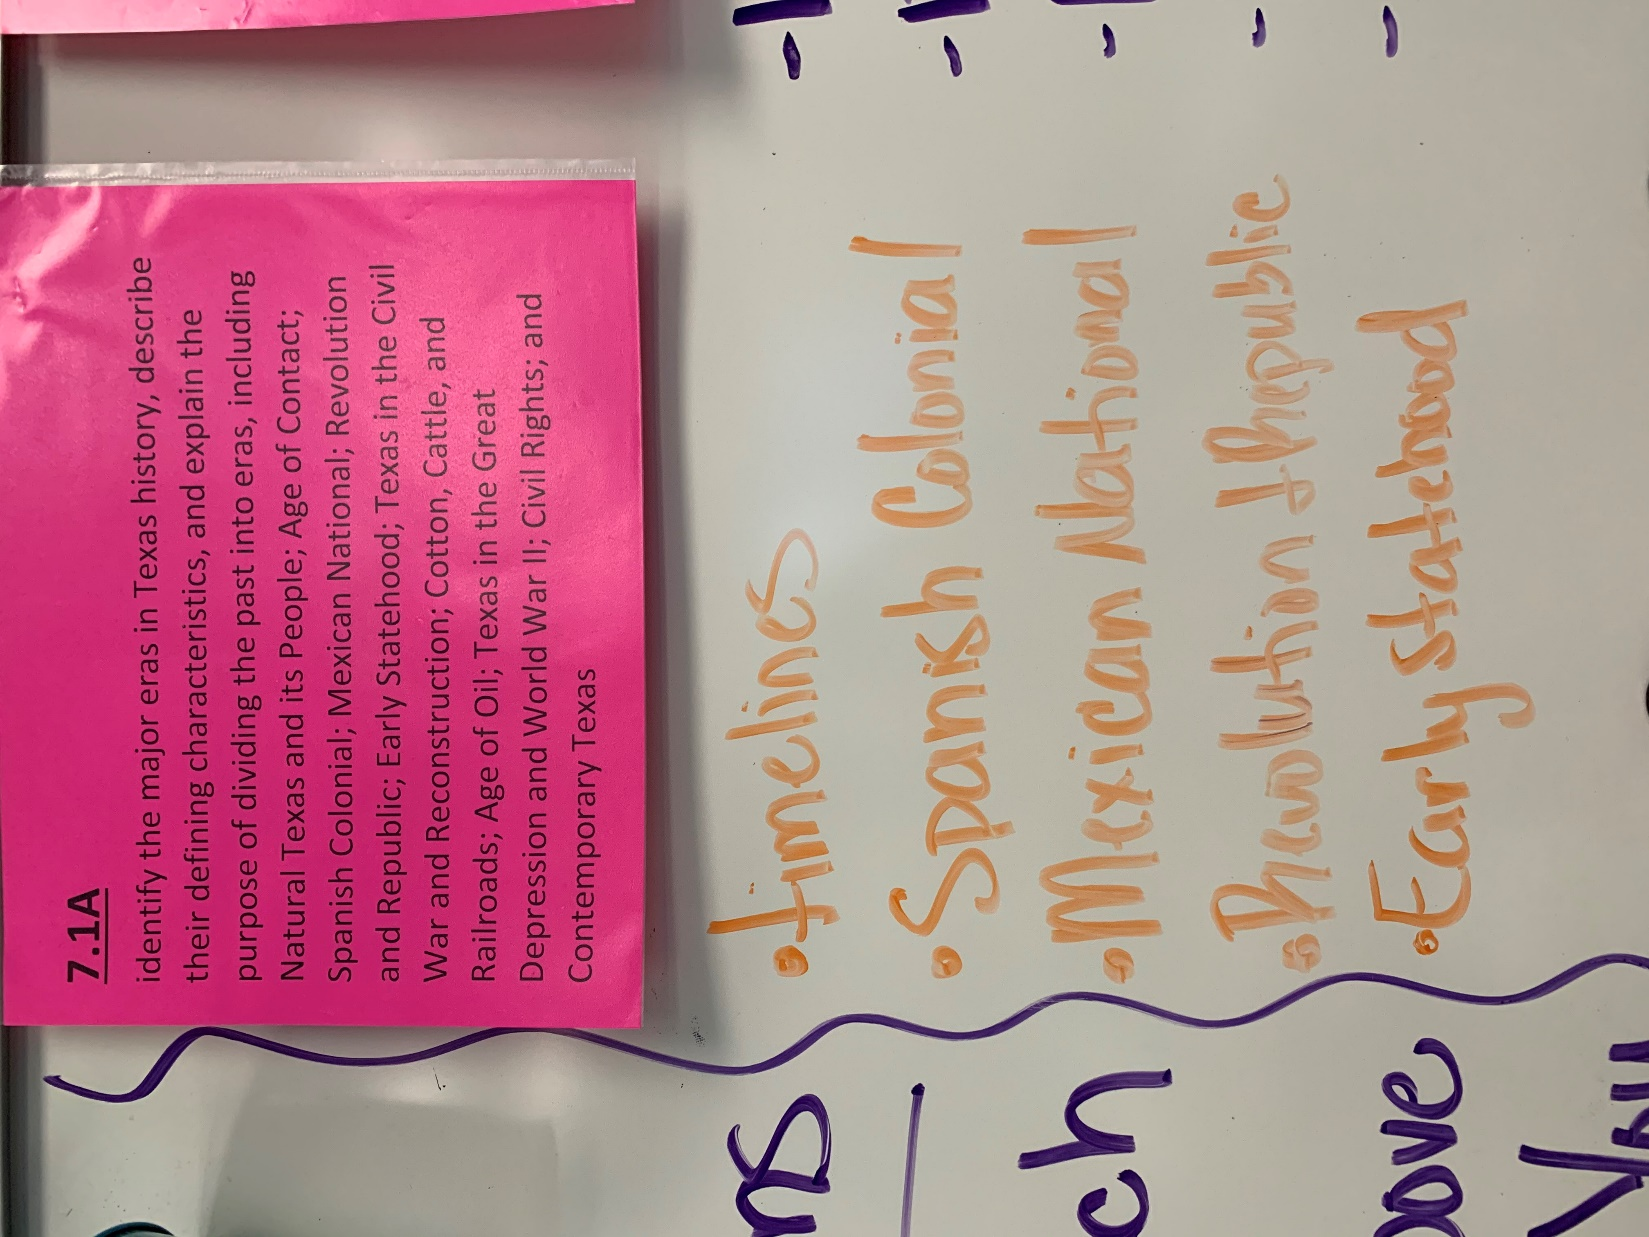 7.1A
identify the major eras in Texas history, describe
their defining characteristics, and explain the
purpose of dividing the past into eras, including
Natural Texas and its People; Age of Contact;
Spanish Colonial; Mexican National; Revolution
and Republic; Early Statehood; Texas in the Civil
War and Reconstruction; Cotton, Cattle, and
Railroads; Age of Oil; Texas in the Great
Depression and World War II; Civil Rights; and
Contemporary Texas
• timelines
• Spanish Colonial
• Mexican National
• Revolution + Republic
• Early Statehood
ns
ch
ove